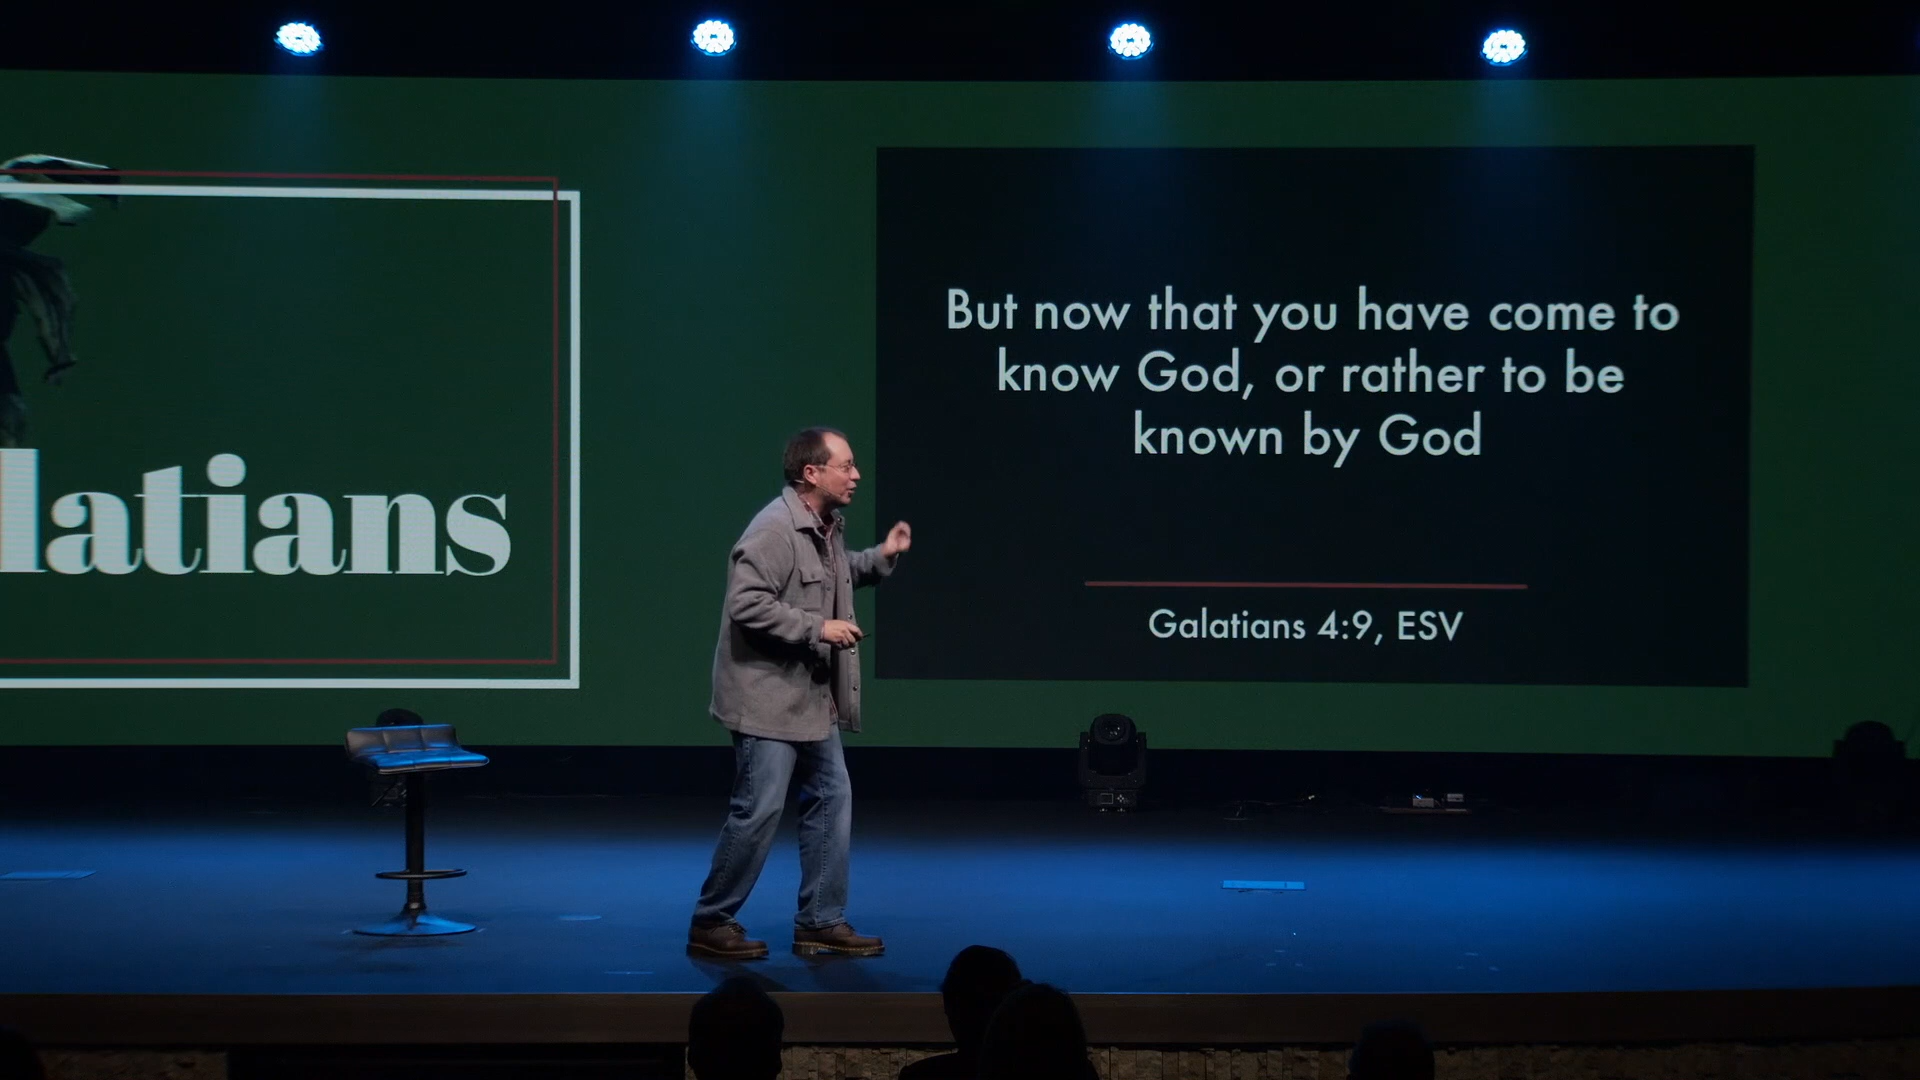 latians
But now that you have come to
know God, or rather to be
known by God
Galatians 4:9, ESV